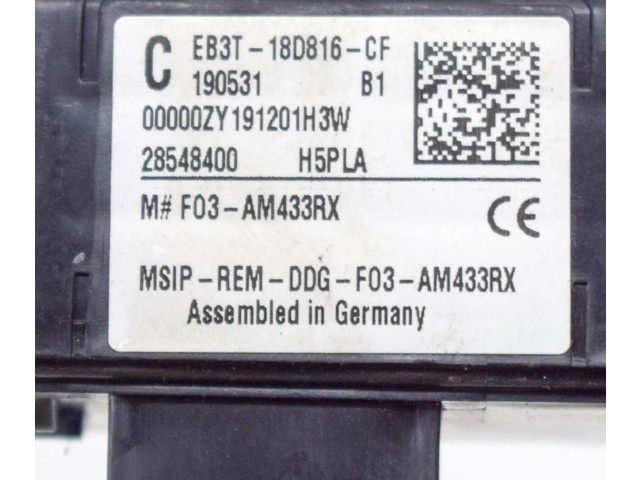 C EB3T-18D816-CF
190531 B1
00000ZY191201H3W
28548400 H5PLA
M# F03-AM433RX CE
MSIP-REM-DDG-F03-AM433RX
Assembled in Germany